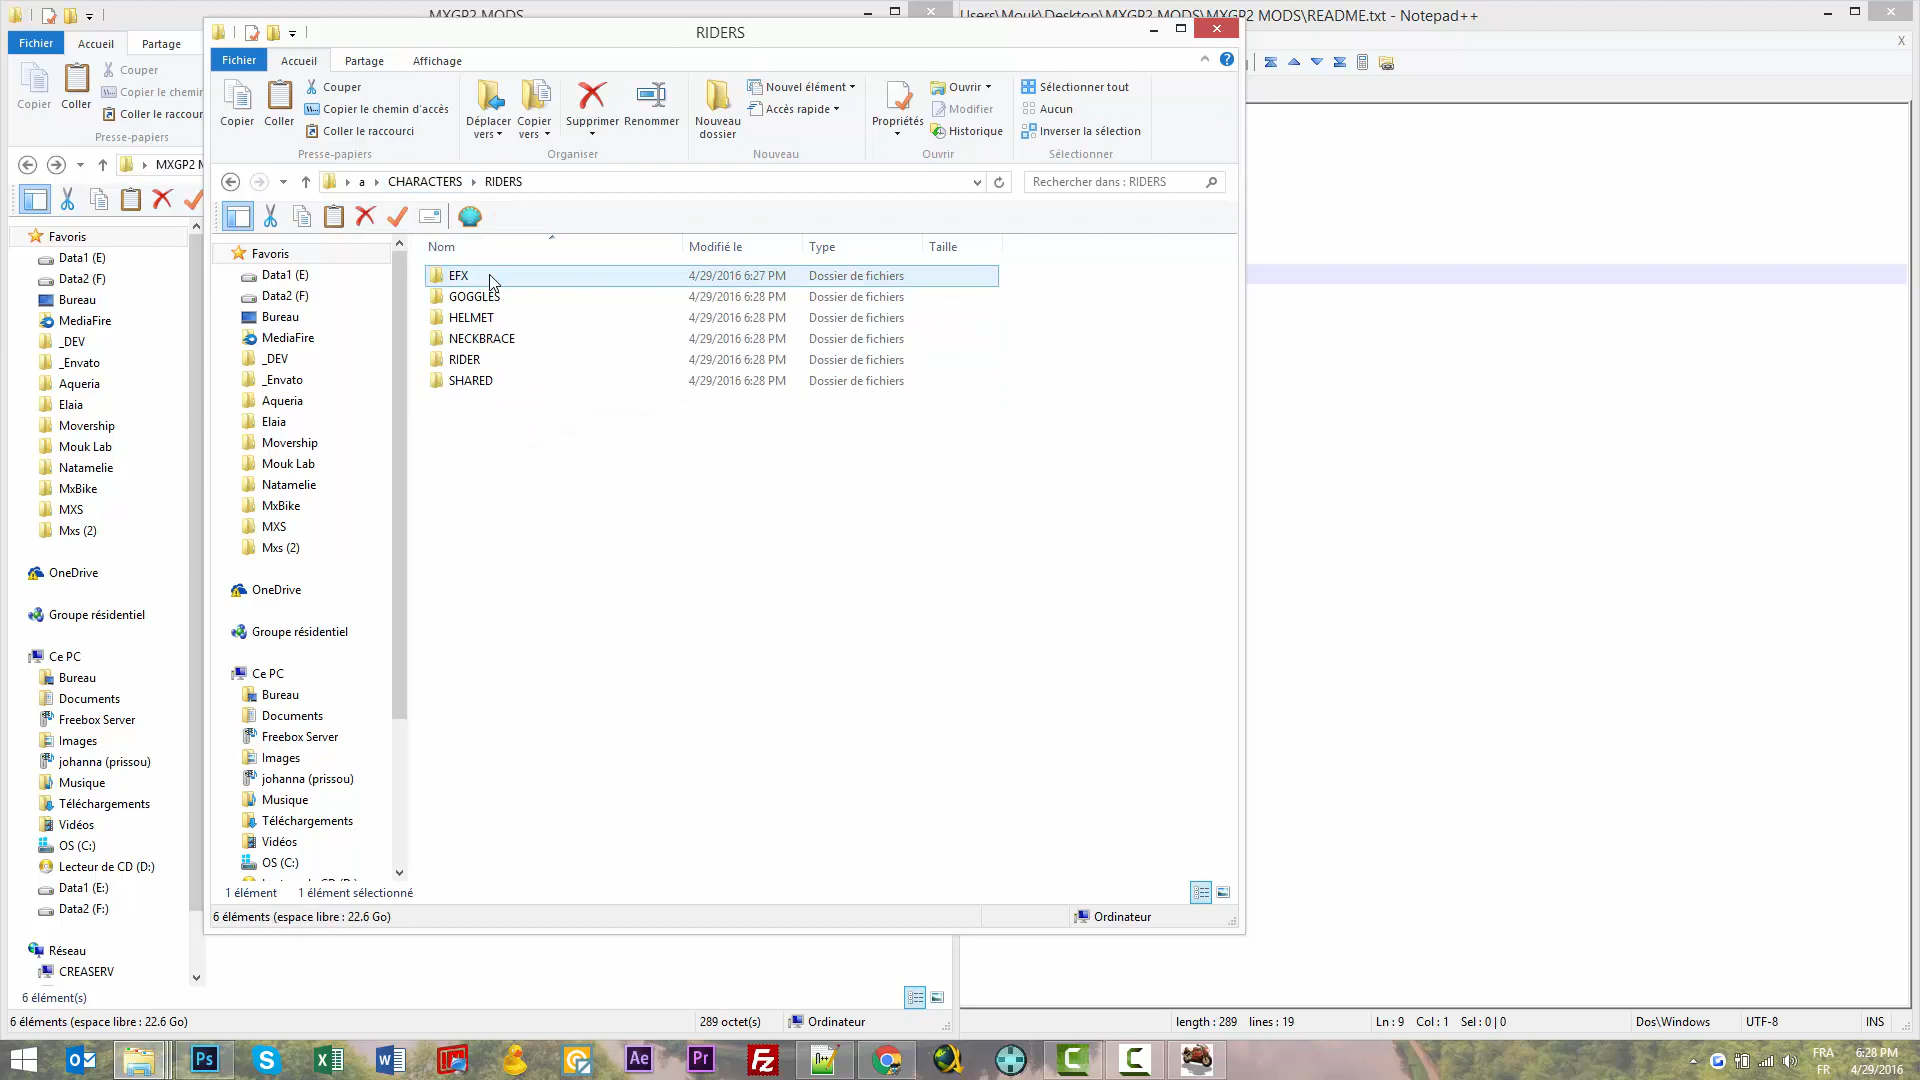 MXGP2 MODS
Users\Mouk\Desktop\MXGP2 MODS\MXGP2 MODS\README.txt - Notepad++
Fichier
Accueil
Partage
X
Couper
Copier le chemin
Coller le raccour
Copier
Coller
Presse-papiers
MXGP2 M
RIDERS
Fichier
Accueil
Partage
Affichage
Copier
Coller
Couper
Copier le chemin d'accès
Coller le raccourci
Presse-papiers
Déplacer vers
Copier vers
Supprimer
Renommer
Organiser
Nouveau dossier
Nouvel élément
Accès rapide
Nouveau
Propriétés
Ouvrir
Modifier
Historique
Ouvrir
Sélectionner tout
Aucun
Inverser la sélection
Sélectionner
a
CHARACTERS
RIDERS
Rechercher dans : RIDERS
Nom
Modifié le
Type
Taille
EFX 4/29/2016 6:27 PM Dossier de fichiers
GOGGLES 4/29/2016 6:28 PM Dossier de fichiers
HELMET 4/29/2016 6:28 PM Dossier de fichiers
NECKBRACE 4/29/2016 6:28 PM Dossier de fichiers
RIDER 4/29/2016 6:28 PM Dossier de fichiers
SHARED 4/29/2016 6:28 PM Dossier de fichiers
Favoris
Data1 (E)
Data2 (F)
Bureau
MediaFire
_DEV
_Envato
Aqueria
Elaia
Movership
Mouk Lab
Natamelie
MxBike
MXS
Mxs (2)
OneDrive
Groupe résidentiel
Ce PC
Bureau
Documents
Freebox Server
Images
johanna (prissou)
Musique
Téléchargements
Vidéos
OS (C:)
Lecteur de CD (D:)
Data1 (E:)
Data2 (F:)
Réseau
CREASERV
Favoris
Data1 (E)
Data2 (F)
Bureau
MediaFire
_DEV
_Envato
Aqueria
Elaia
Movership
Mouk Lab
Natamelie
MxBike
MXS
Mxs (2)
OneDrive
Groupe résidentiel
Ce PC
Bureau
Documents
Freebox Server
Images
johanna (prissou)
Musique
Téléchargements
Vidéos
OS (C:)
1 élément
1 élément sélectionné
6 éléments (espace libre : 22.6 Go)
Ordinateur
6 élément(s)
6 éléments (espace libre : 22.6 Go)
289 octet(s)
Ordinateur
length : 289 lines : 19
Ln : 9 Col : 1 Sel : 0 | 0
Dos\Windows
UTF-8
INS
Ps
Ae
Pr
FRA
FR
6:28 PM
4/29/2016